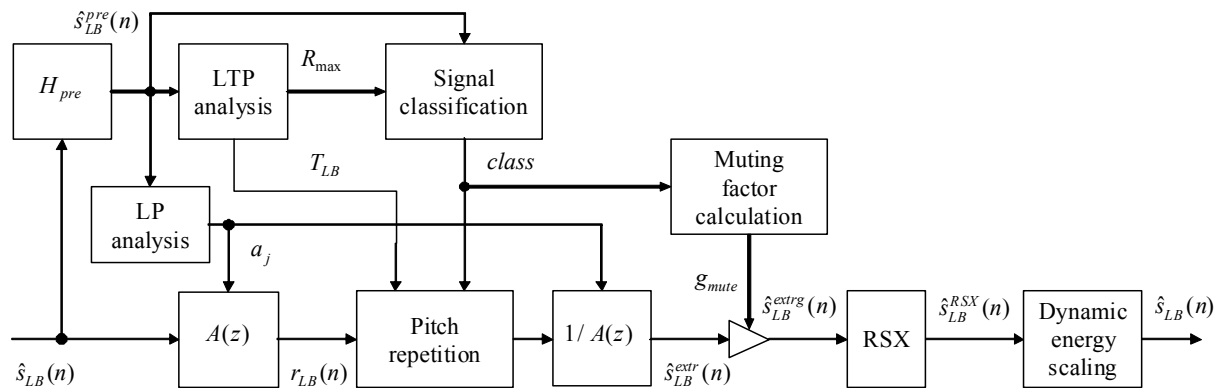 ŝ_LB^pre(n)
H_pre
LTP
analysis
R_max
Signal
classification
T_LB
class
Muting
factor
calculation
LP
analysis
a_j
g_mute
A(z)
Pitch
repetition
1/A(z)
ŝ_LB^extrg(n)
RSX
ŝ_LB^RSX(n)
Dynamic
energy
scaling
ŝ_LB(n)
ŝ_LB(n)
r_LB(n)
ŝ_LB^extr(n)